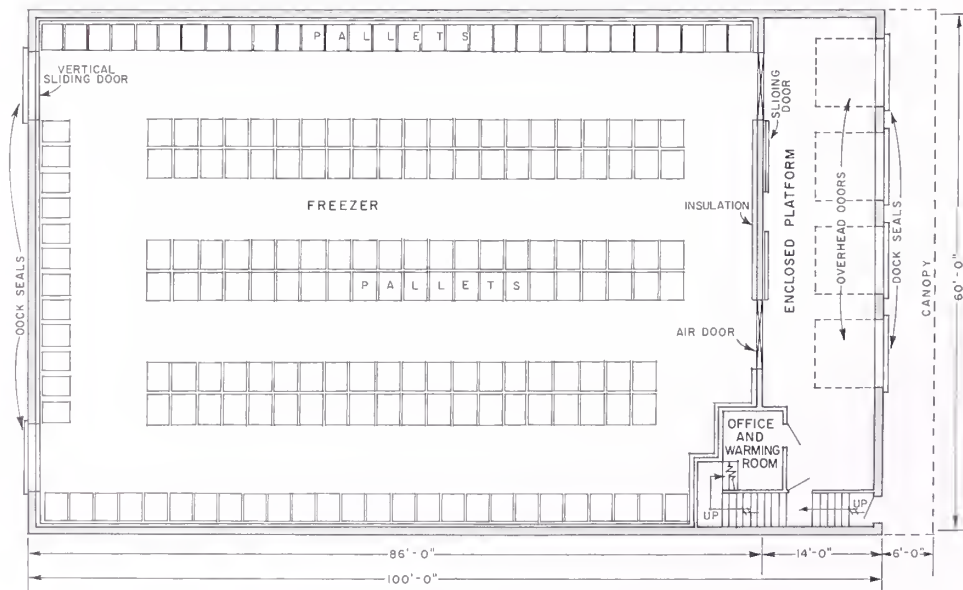 PALLETS
VERTICAL
SLIDING DOOR
SLIDING
DOOR
DOCK SEALS
FREEZER
INSULATION
ENCLOSED PLATFORM
OVERHEAD DOORS
DOCK SEALS
CANOPY
60'-0"
PALLETS
AIR DOOR
OFFICE
AND
WARMING
ROOM
UP
UP
86'-0"
14'-0"
6'-0"
100'-0"